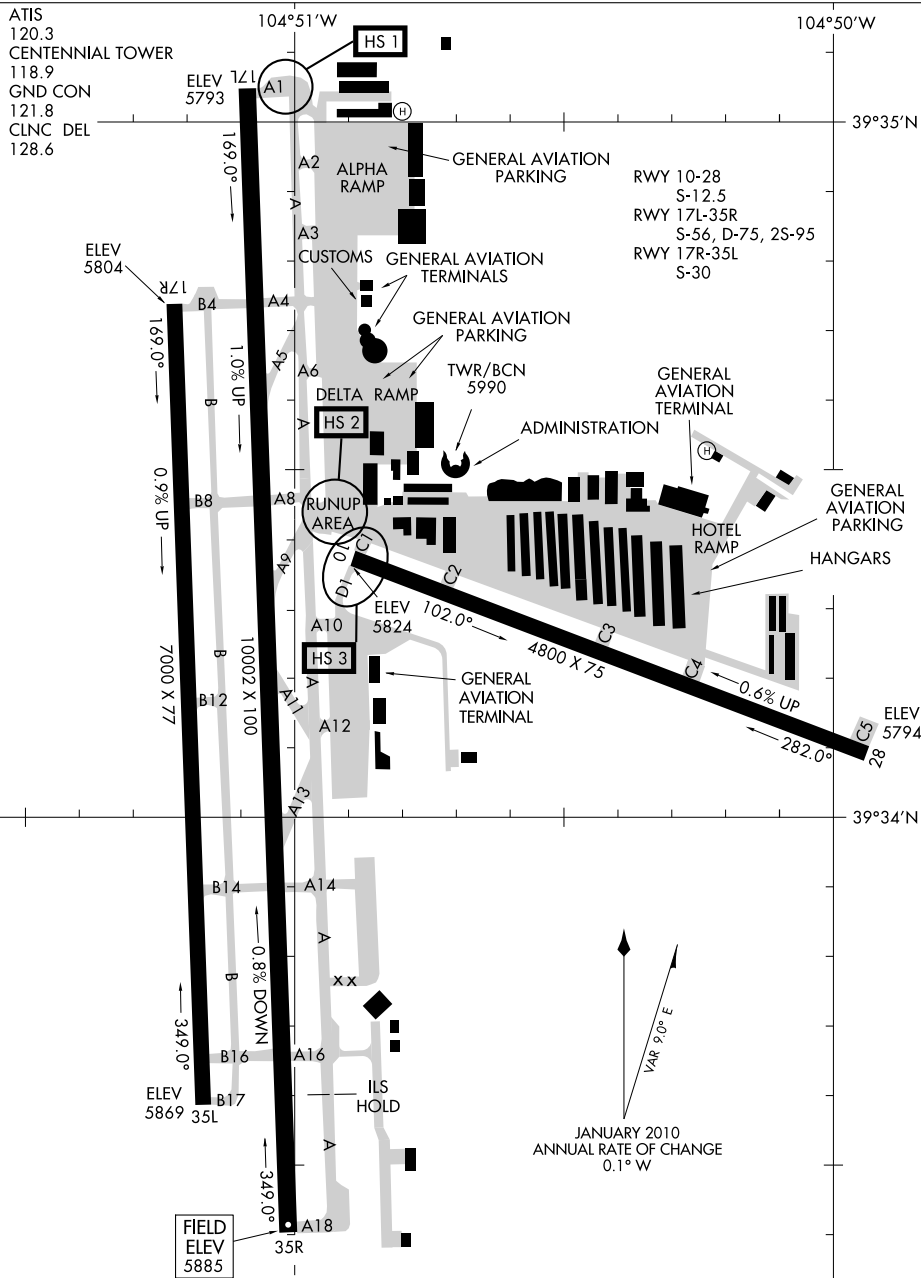 ATIS
120.3
CENTENNIAL TOWER
118.9
GND CON
121.8
CLNC DEL
128.6
104°51'W
104°50'W
HS 1
ELEV
5793
17L
A1
H
39°35'N
169.0°
A2
ALPHA
RAMP
GENERAL AVIATION
PARKING
RWY 10-28
S-12.5
RWY 17L-35R
S-56, D-75, 2S-95
RWY 17R-35L
S-30
A
A3
CUSTOMS
GENERAL AVIATION
TERMINALS
ELEV
5804
17R
B4
A4
GENERAL AVIATION
PARKING
169.0°
1.0% UP
A5
A6
TWR/BCN
5990
GENERAL
AVIATION
TERMINAL
B
DELTA RAMP
A
HS 2
ADMINISTRATION
H
0.9% UP
B8
A8
RUNUP
AREA
GENERAL
AVIATION
PARKING
HOTEL
RAMP
HANGARS
A9
10
C1
D1
C2
ELEV
5824
102.0°
A10
C3
4800 X 75
C4
HS 3
0.6% UP
7000 X 77
B
10002 X 100
A
B12
A11
A12
GENERAL
AVIATION
TERMINAL
ELEV
5794
C5
282.0°
28
A13
39°34'N
B14
A14
0.8% DOWN
A
B
X X
349.0°
B16
A16
VAR 9.0° E
ELEV
5869
35L
B17
ILS
HOLD
A
JANUARY 2010
ANNUAL RATE OF CHANGE
0.1° W
349.0°
FIELD
ELEV
5885
A18
35R